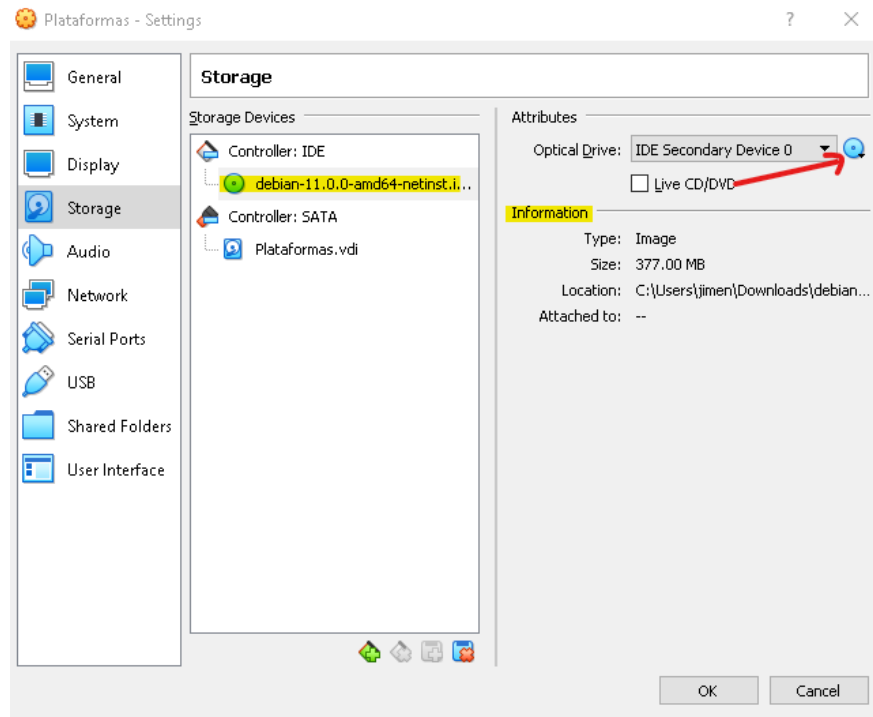 Plataformas - Settings
?
General
System
Display
Storage
Audio
Network
Serial Ports
USB
Shared Folders
User Interface
Storage
Storage Devices
Controller: IDE
debian-11.0.0-amd64-netinst.i...
Controller: SATA
Plataformas.vdi
Attributes
Optical Drive: IDE Secondary Device 0
Live CD/DVD
Information
Type: Image
Size: 377.00 MB
Location: C:\Users\jimen\Downloads\debian...
Attached to: --
OK Cancel